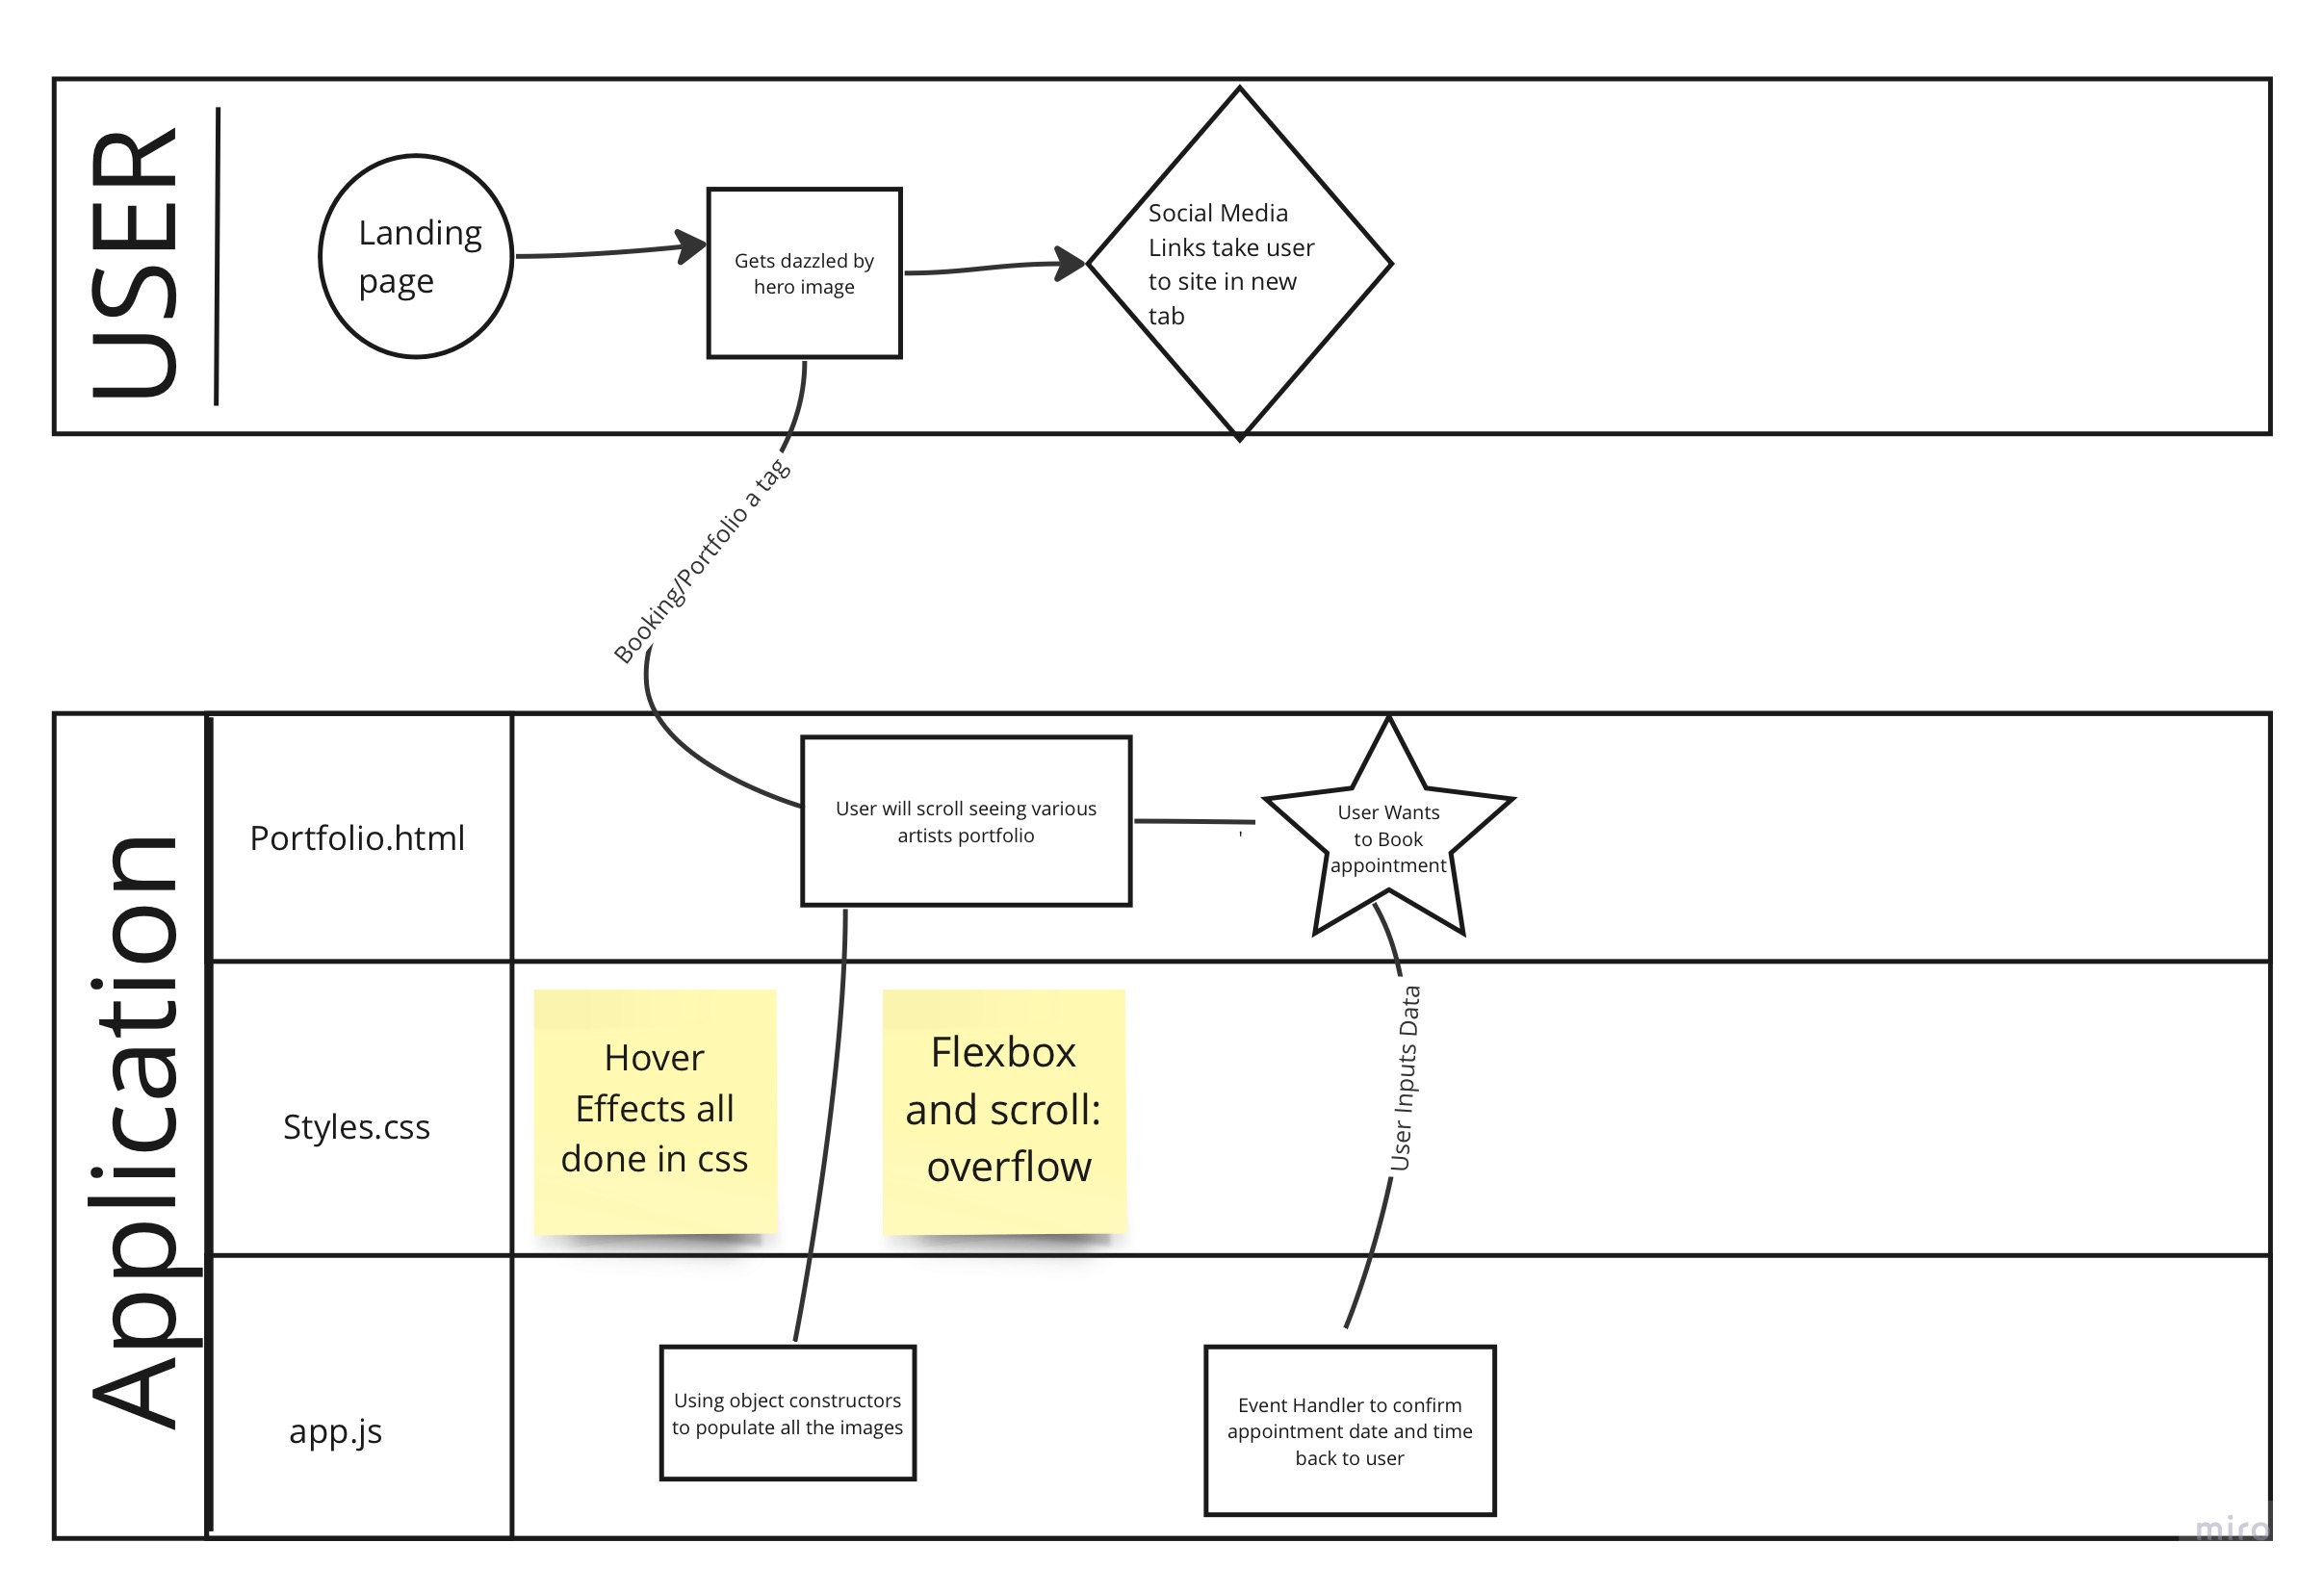 USER
Landing
page
Gets dazzled by
hero image
Social Media
Links take user
to site in new
tab
Booking/Portfolio a tag
Application
Portfolio.html
User will scroll seeing various
artists portfolio
'
User Wants
to Book
appointment
Styles.css
Hover
Effects all
done in css
Flexbox
and scroll:
overflow
User Inputs Data
app.js
Using object constructors
to populate all the images
Event Handler to confirm
appointment date and time
back to user
miro